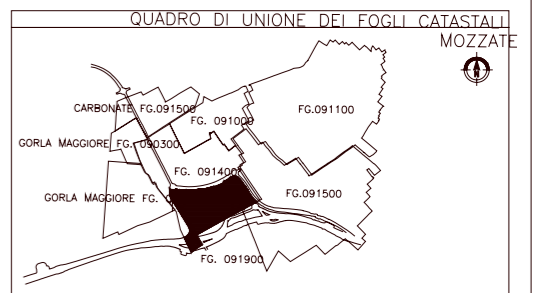 QUADRO DI UNIONE DEI FOGLI CATASTALI
MOZZATE
CARBONATE FG.091500
FG. 091000
FG.091100
GORLA MAGGIORE FG. 090300
FG. 091400
GORLA MAGGIORE FG.
FG.091500
FG. 091900